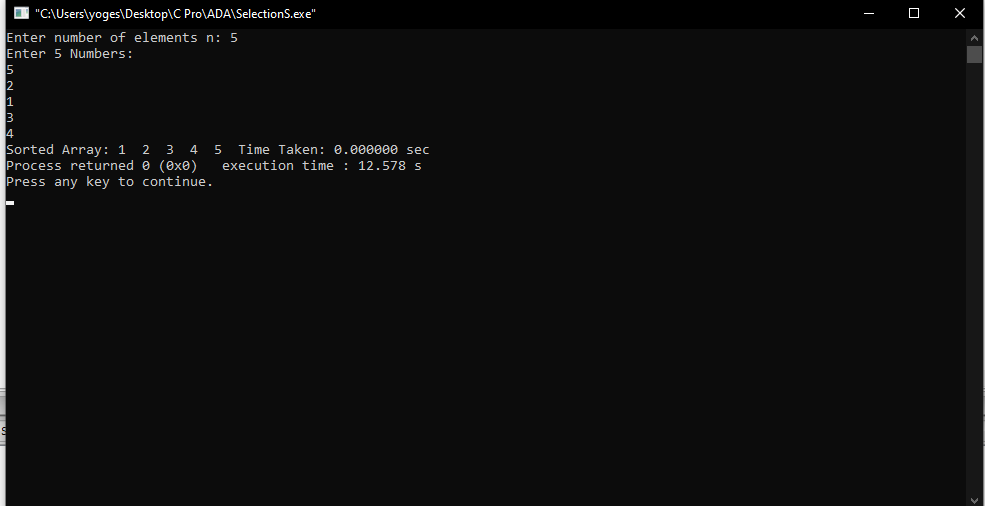 "C:\Users\yoges\Desktop\C Pro\ADA\SelectionS.exe"
Enter number of elements n: 5
Enter 5 Numbers:
5
2
1
3
4
Sorted Array: 1  2  3  4  5  Time Taken: 0.000000 sec
Process returned 0 (0x0)   execution time : 12.578 s
Press any key to continue.